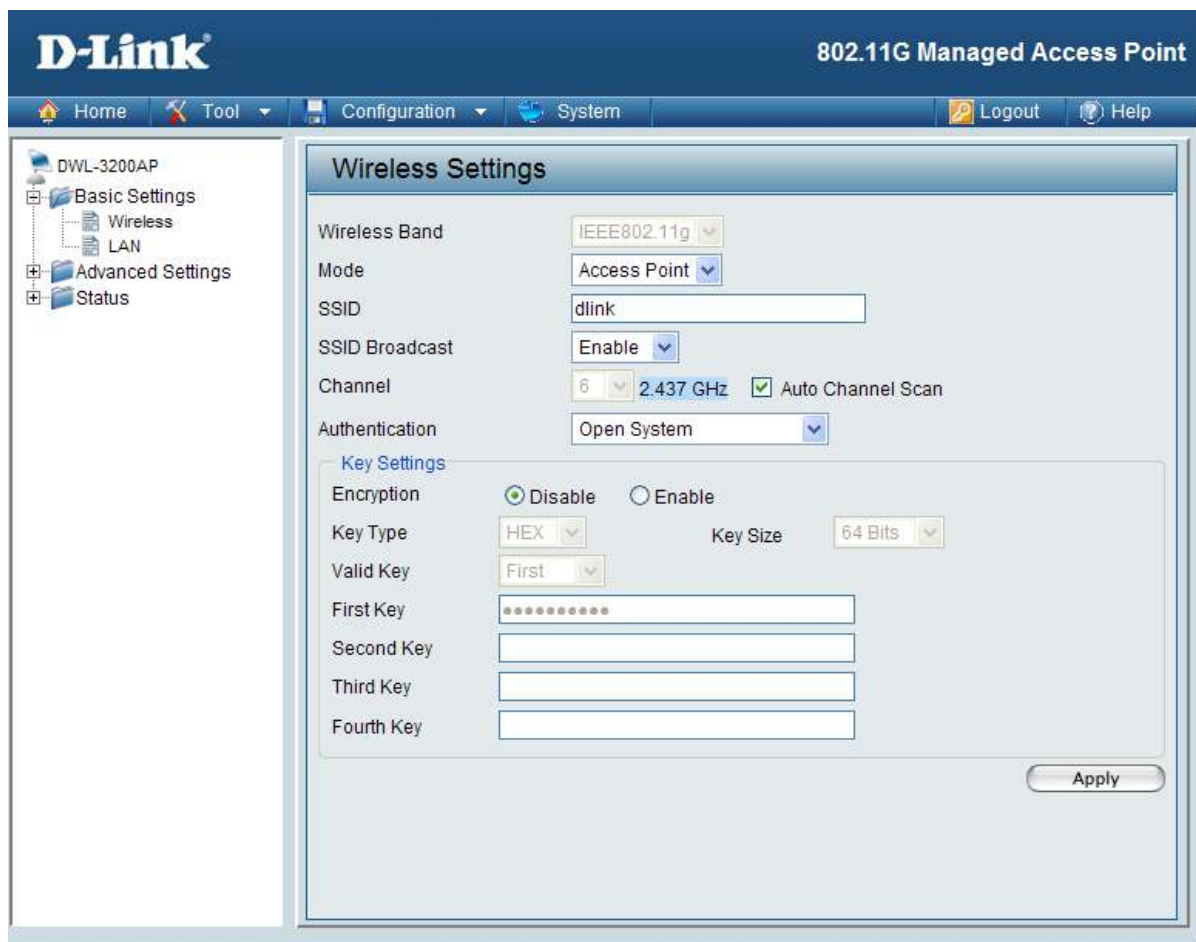 D-Link
802.11G Managed Access Point
Home Tool Configuration System Logout Help
DWL-3200AP
Basic Settings
Wireless
LAN
Advanced Settings
Status
Wireless Settings
Wireless Band IEEE802.11g
Mode Access Point
SSID dlink
SSID Broadcast Enable
Channel 6 2.437 GHz Auto Channel Scan
Authentication Open System
Key Settings
Encryption Disable Enable
Key Type HEX Key Size 64 Bits
Valid Key First
First Key ●●●●●●●●●●
Second Key
Third Key
Fourth Key
Apply